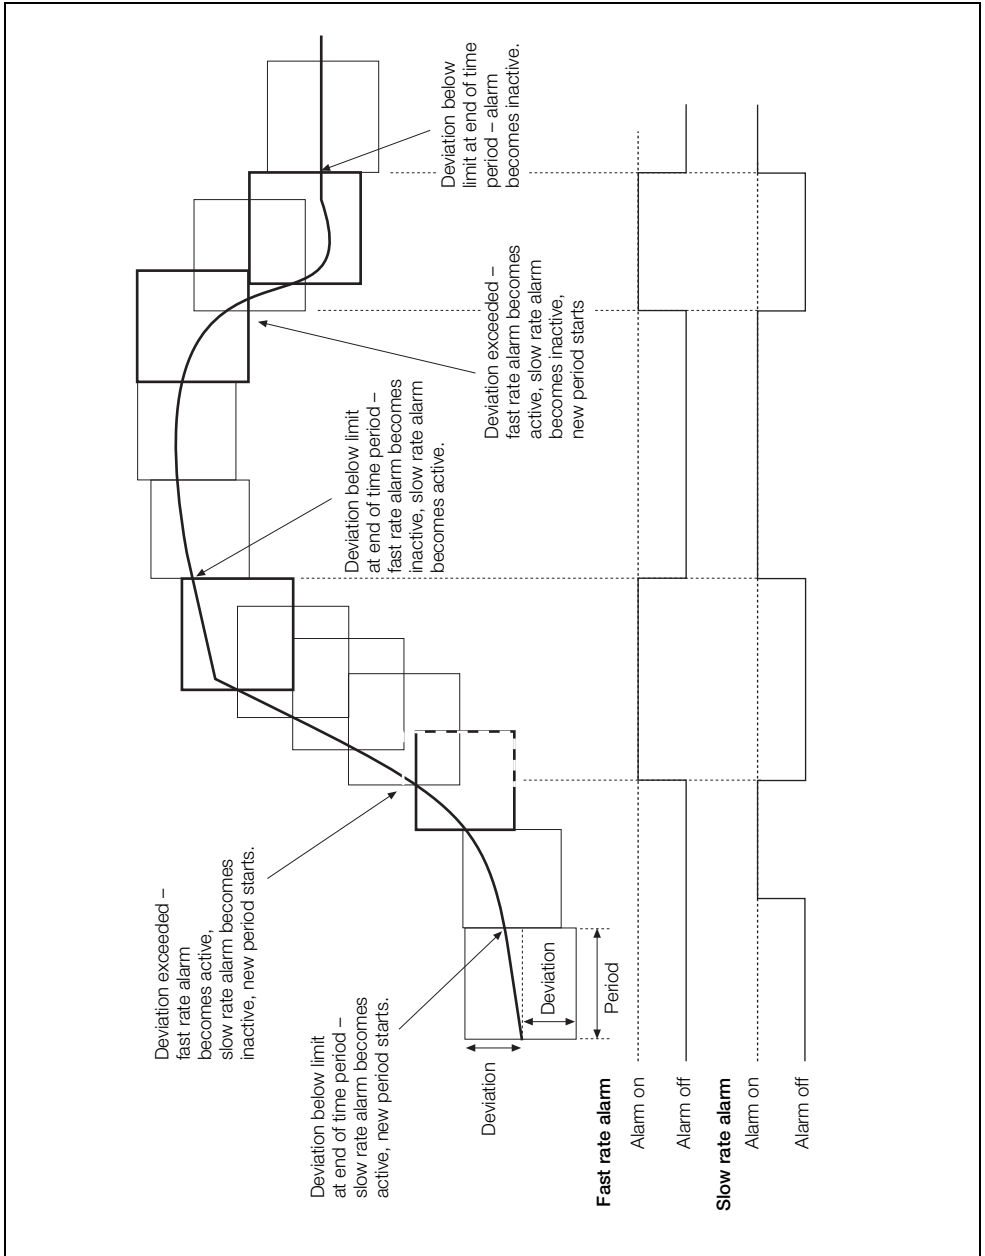 Deviation exceeded –
fast rate alarm
becomes active,
slow rate alarm becomes
inactive, new period starts.
Deviation below limit
at end of time period –
slow rate alarm becomes
active, new period starts.
Deviation below limit
at end of time period –
fast rate alarm becomes
inactive, slow rate alarm
becomes active.
Deviation exceeded –
fast rate alarm becomes
active, slow rate alarm
becomes inactive,
new period starts
Deviation below
limit at end of time
period – alarm
becomes inactive.
Deviation
Deviation
Period
Fast rate alarm
Alarm on
Alarm off
Slow rate alarm
Alarm on
Alarm off